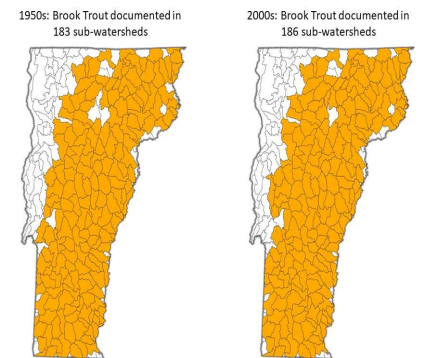 1950s: Brook Trout documented in
183 sub-watersheds
2000s: Brook Trout documented in
186 sub-watersheds